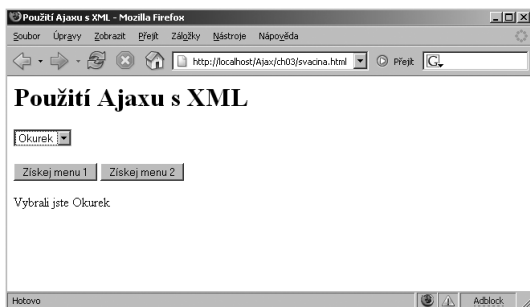 Použití Ajaxu s XML - Mozilla Firefox
Soubor Úpravy Zobrazit Přejít Záložky Nástroje Nápověda
http://localhost/Ajax/ch03/svacina.html Přejít G
Použití Ajaxu s XML
Okurek
Získej menu 1 Získej menu 2
Vybrali jste Okurek
Hotovo Adblock